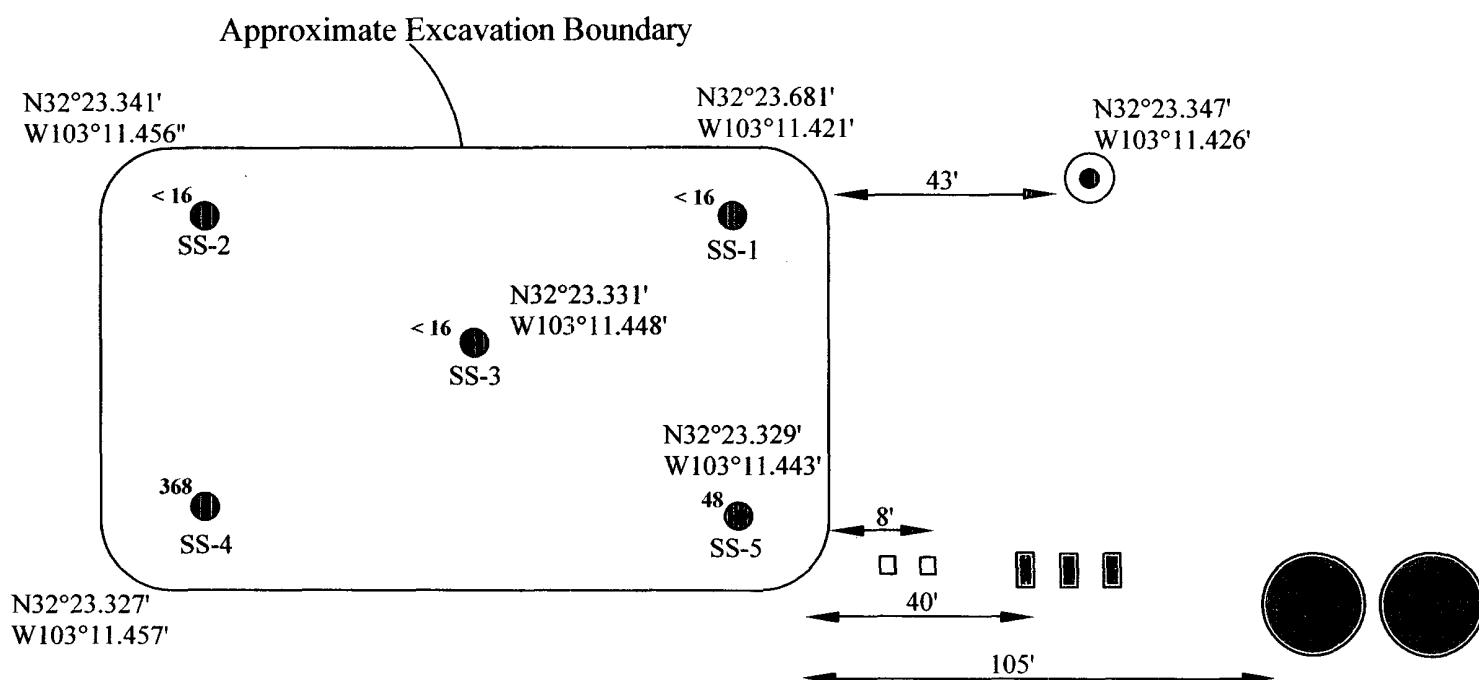 Approximate Excavation Boundary
N32°23.341'
W103°11.456"
N32°23.681'
W103°11.421'
N32°23.347'
W103°11.426'
43'
< 16
SS-2
< 16
SS-1
N32°23.331'
W103°11.448'
< 16
SS-3
N32°23.329'
W103°11.443'
368
SS-4
48
SS-5
8'
N32°23.327'
W103°11.457'
40'
105'